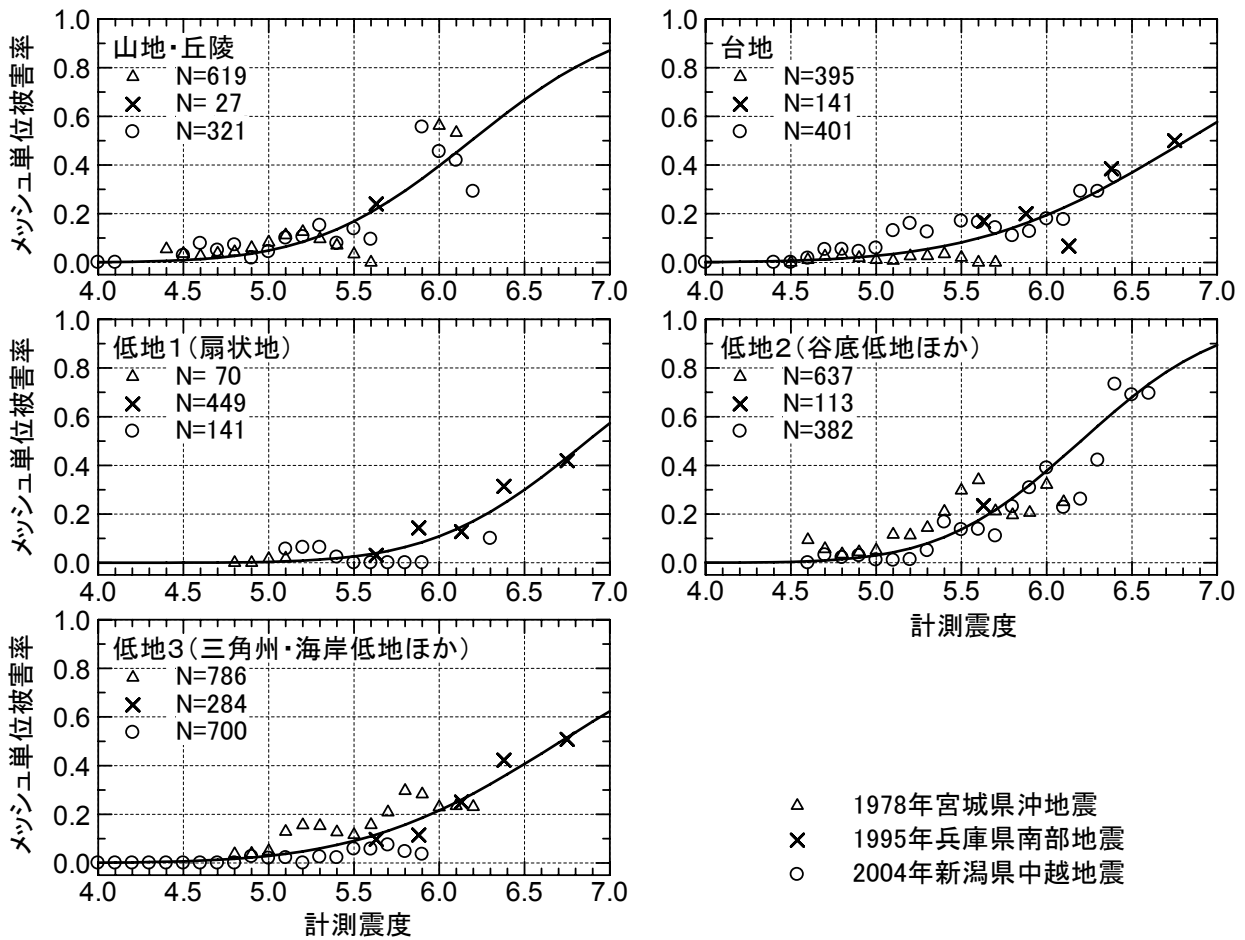 メッシュ単位被害率
1.0
0.8
0.6
0.4
0.2
0.0
山地・丘陵
N=619
N= 27
N=321
4.0 4.5 5.0 5.5 6.0 6.5 7.0
1.0
0.8
0.6
0.4
0.2
0.0
台地
N=395
N=141
N=401
4.0 4.5 5.0 5.5 6.0 6.5 7.0
メッシュ単位被害率
1.0
0.8
0.6
0.4
0.2
0.0
低地1(扇状地)
N= 70
N=449
N=141
4.0 4.5 5.0 5.5 6.0 6.5 7.0
1.0
0.8
0.6
0.4
0.2
0.0
低地2(谷底低地ほか)
N=637
N=113
N=382
4.0 4.5 5.0 5.5 6.0 6.5 7.0
計測震度
メッシュ単位被害率
1.0
0.8
0.6
0.4
0.2
0.0
低地3(三角州・海岸低地ほか)
N=786
N=284
N=700
4.0 4.5 5.0 5.5 6.0 6.5 7.0
計測震度
1978年宮城県沖地震
1995年兵庫県南部地震
2004年新潟県中越地震